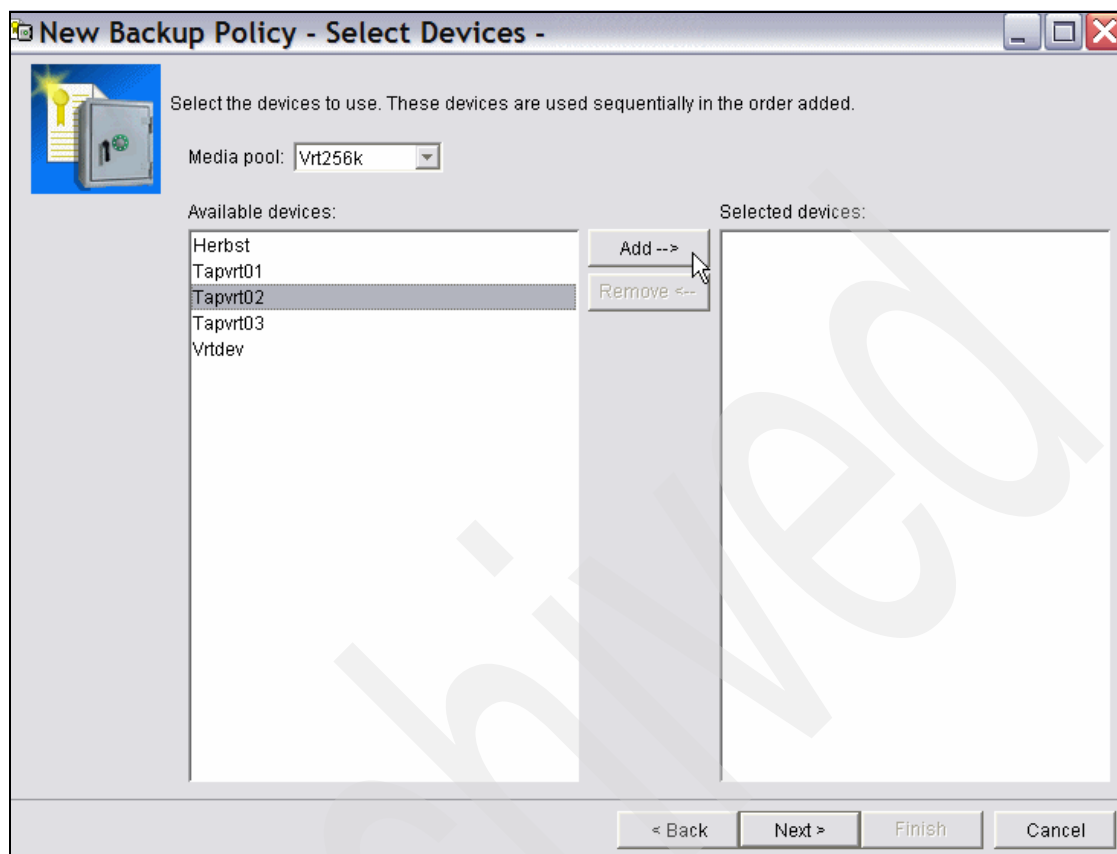 New Backup Policy - Select Devices -
Select the devices to use. These devices are used sequentially in the order added.
Media pool: Vrt256k
Available devices:
Selected devices:
Herbst
Tapvrt01
Tapvrt02
Tapvrt03
Vrtdev
Add -->
Remove <--
< Back
Next >
Finish
Cancel